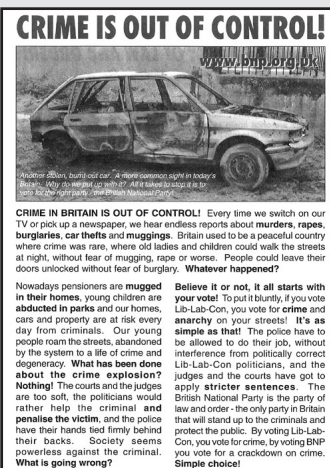 CRIME IS OUT OF CONTROL!
www.bnp.org.uk
Another stolen, burnt-out car. A more common sight in today's
Britain. Why do we put up with it? All it takes to stop it is to
vote for the right party - the British National Party!
CRIME IN BRITAIN IS OUT OF CONTROL! Every time we switch on our
TV or pick up a newspaper, we hear endless reports about murders, rapes,
burglaries, car thefts and muggings. Britain used to be a peaceful country
where crime was rare, where old ladies and children could walk the streets
at night, without fear of mugging, rape or worse. People could leave their
doors unlocked without fear of burglary. Whatever happened?
Nowadays pensioners are mugged
in their homes, young children are
abducted in parks and our homes,
cars and property are at risk every
day from criminals. Our young
people roam the streets, abandoned
by the system to a life of crime and
degeneracy. What has been done
about the crime explosion?
Nothing! The courts and the judges
are too soft, the politicians would
rather help the criminal and
penalise the victim, and the police
have their hands tied firmly behind
their backs. Society seems
powerless against the criminal.
What is going wrong?
Believe it or not, it all starts with
your vote! To put it bluntly, if you vote
Lib-Lab-Con, you vote for crime and
anarchy on your streets! It's as
simple as that! The police have to
be allowed to do their job, without
interference from politically correct
Lib-Lab-Con politicians, and the
judges and the courts have got to
apply stricter sentences. The
British National Party is the party of
law and order - the only party in Britain
that will stand up to the criminals and
protect the public. By voting Lib-Lab-
Con, you vote for crime, by voting BNP
you vote for a crackdown on crime.
Simple choice!